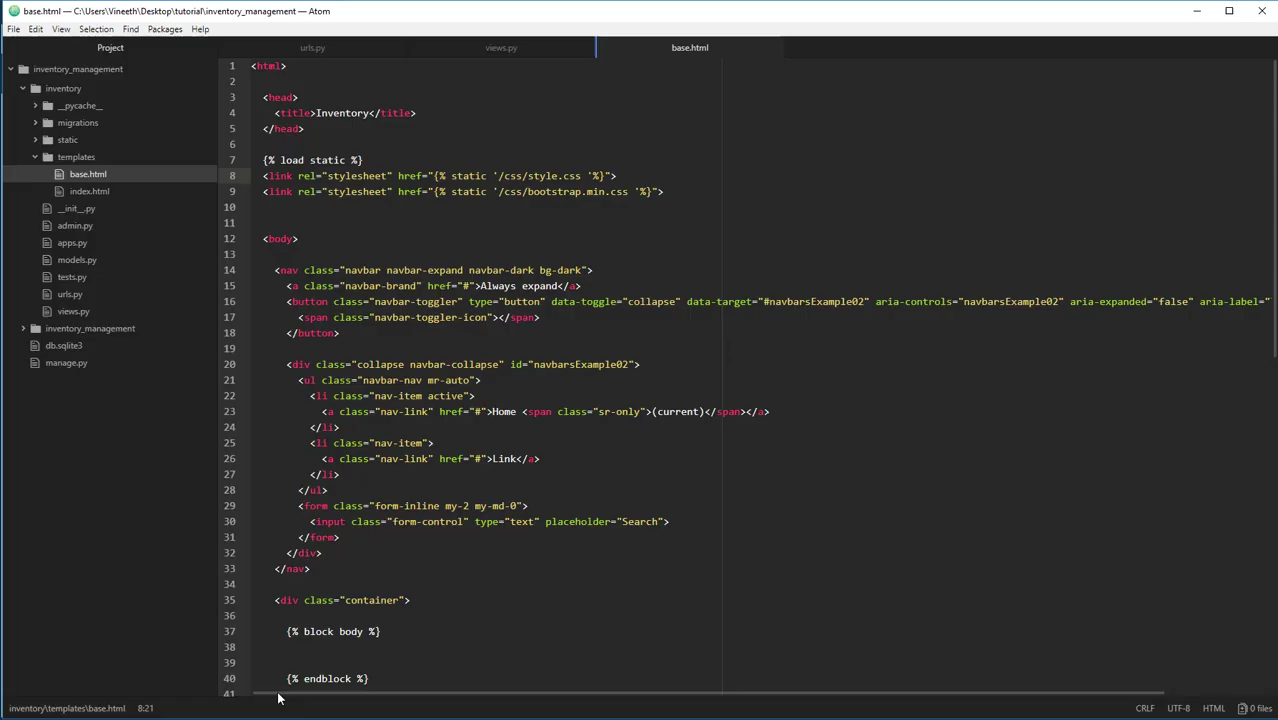 base.html — C:\Users\Vineeth\Desktop\tutorial\inventory_management — Atom
File Edit View Selection Find Packages Help
Project
urls.py
views.py
base.html
inventory_management
inventory
__pycache__
migrations
static
templates
base.html
index.html
__init__.py
admin.py
apps.py
models.py
tests.py
urls.py
views.py
inventory_management
db.sqlite3
manage.py
1 <html>
2
3 <head>
4 <title>Inventory</title>
5 </head>
6
7 {% load static %}
8 <link rel="stylesheet" href="{% static '/css/style.css '%}">
9 <link rel="stylesheet" href="{% static '/css/bootstrap.min.css '%}">
10
11
12 <body>
13
14 <nav class="navbar navbar-expand navbar-dark bg-dark">
15 <a class="navbar-brand" href="#">Always expand</a>
16 <button class="navbar-toggler" type="button" data-toggle="collapse" data-target="#navbarsExample02" aria-controls="navbarsExample02" aria-expanded="false" aria-label="
17 <span class="navbar-toggler-icon"></span>
18 </button>
19
20 <div class="collapse navbar-collapse" id="navbarsExample02">
21 <ul class="navbar-nav mr-auto">
22 <li class="nav-item active">
23 <a class="nav-link" href="#">Home <span class="sr-only">(current)</span></a>
24 </li>
25 <li class="nav-item">
26 <a class="nav-link" href="#">Link</a>
27 </li>
28 </ul>
29 <form class="form-inline my-2 my-md-0">
30 <input class="form-control" type="text" placeholder="Search">
31 </form>
32 </div>
33 </nav>
34
35 <div class="container">
36
37 {% block body %}
38
39
40 {% endblock %}
41
inventory\templates\base.html 8:21
CRLF UTF-8 HTML 0 files